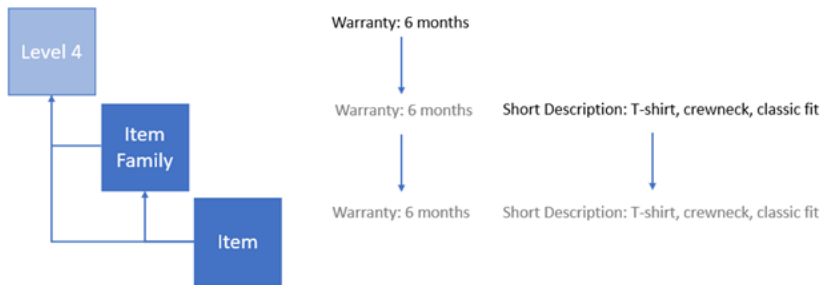 Level 4
Warranty: 6 months
Item
Family
Warranty: 6 months
Short Description: T-shirt, crewneck, classic fit
Item
Warranty: 6 months
Short Description: T-shirt, crewneck, classic fit